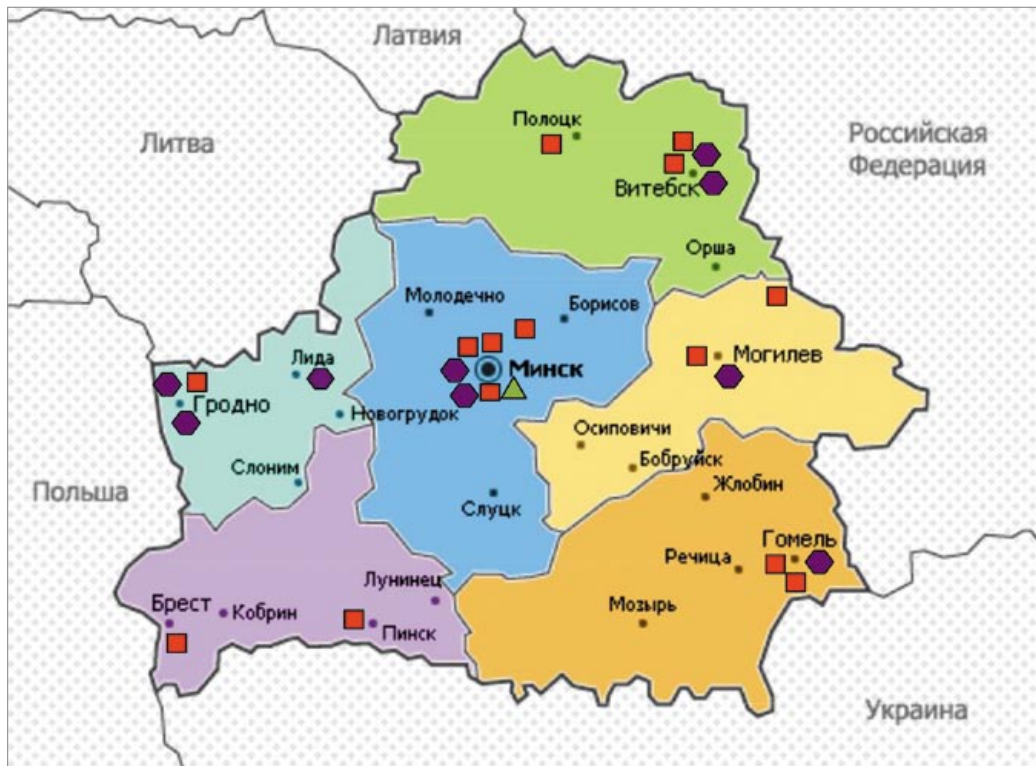 Латвия
Литва
Российская
Федерация
Полоцк
Витебск
Орша
Молодечно
Борисов
Минск
Могилев
Лида
Гродно
Новогрудок
Осиповичи
Бобруйск
Слоним
Польша
Слуцк
Жлобин
Гомель
Речица
Лунинец
Брест
Кобрин
Пинск
Мозырь
Украина